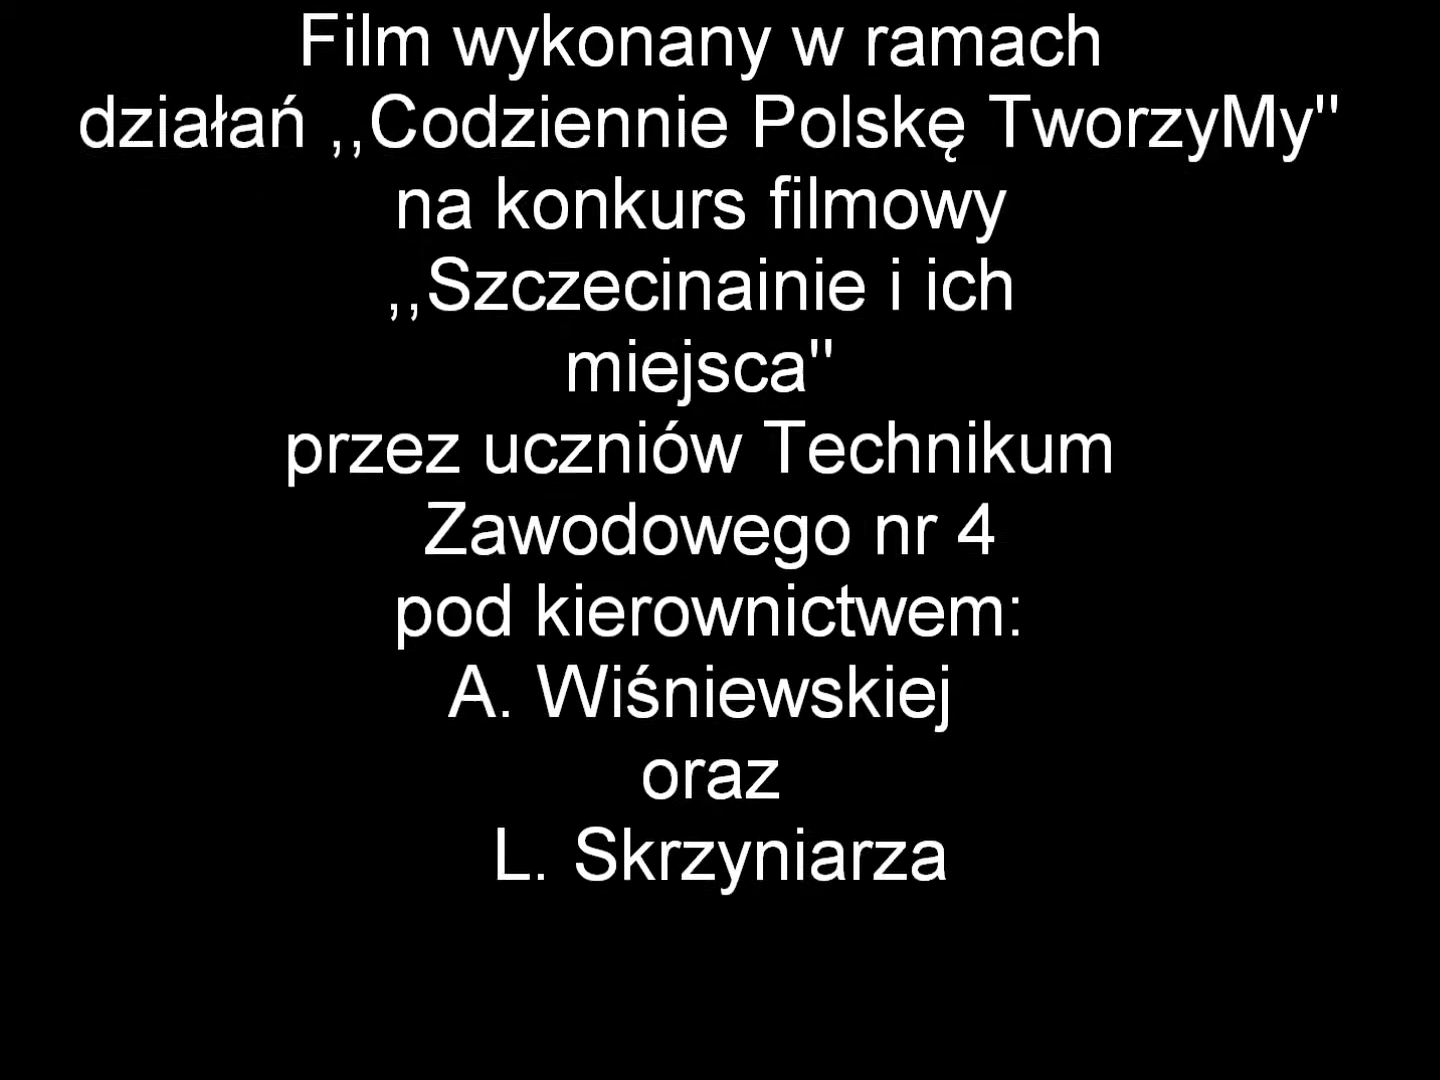 Film wykonany w ramach
działań ,,Codziennie Polskę TworzyMy"
na konkurs filmowy
,,Szczecinainie i ich
miejsca"
przez uczniów Technikum
Zawodowego nr 4
pod kierownictwem:
A. Wiśniewskiej
oraz
L. Skrzyniarza